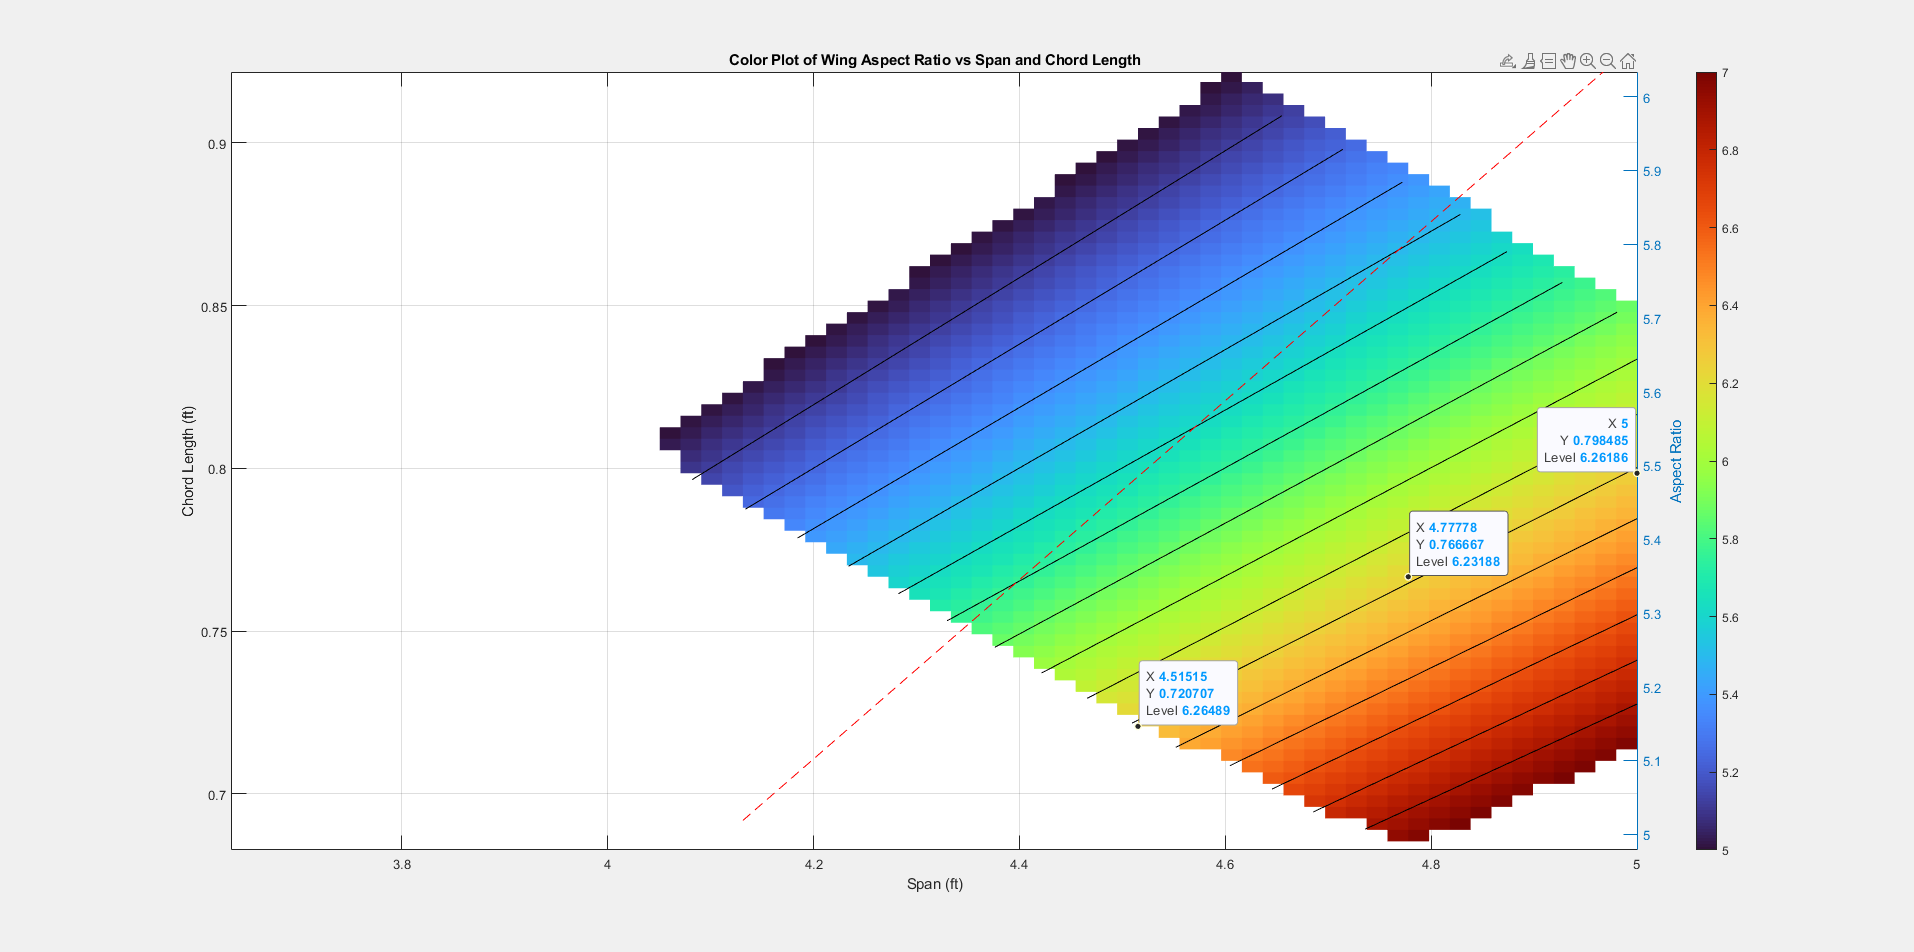 Color Plot of Wing Aspect Ratio vs Span and Chord Length
Chord Length (ft)
0.9
0.85
0.8
0.75
0.7
3.8
4
4.2
4.4
4.6
4.8
5
Span (ft)
X 5
Y 0.798485
Level 6.26186
X 4.77778
Y 0.766667
Level 6.23188
X 4.51515
Y 0.720707
Level 6.26489
6
5.9
5.8
5.7
5.6
5.5
5.4
5.3
5.2
5.1
5
Aspect Ratio
7
6.8
6.6
6.4
6.2
6
5.8
5.6
5.4
5.2
5